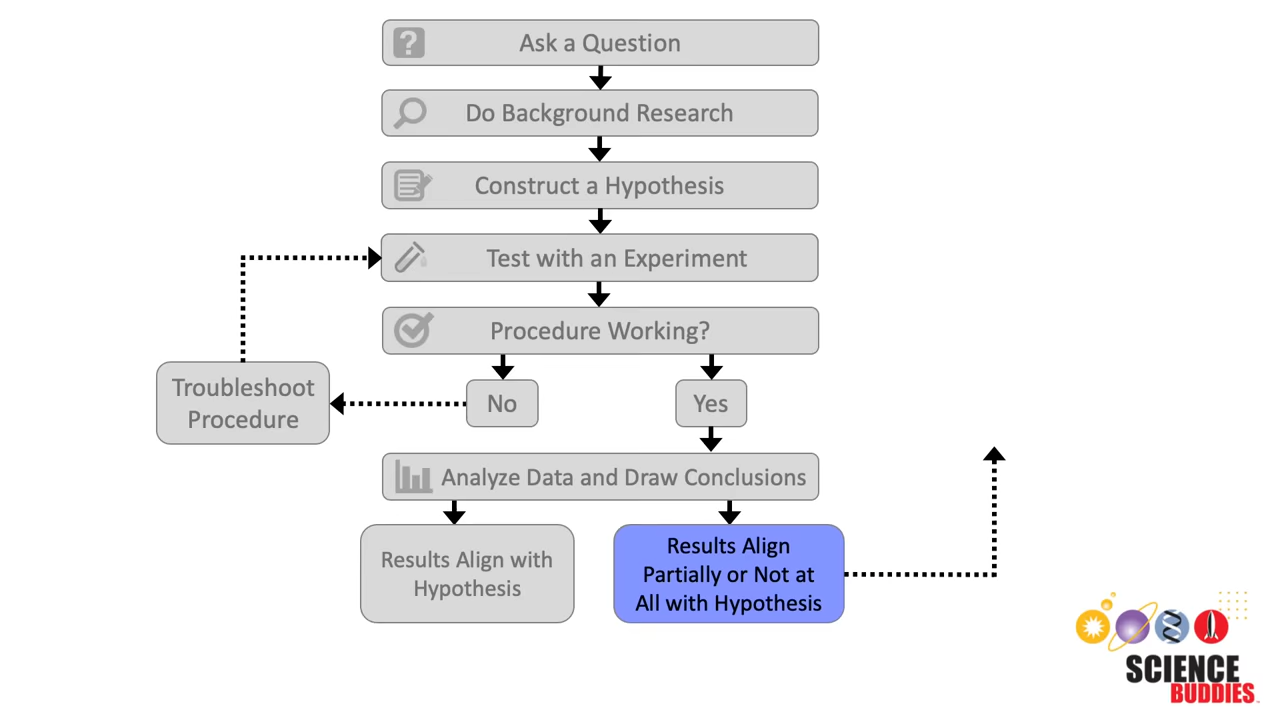 ?
Ask a Question
Do Background Research
Construct a Hypothesis
Test with an Experiment
Procedure Working?
Troubleshoot
Procedure
No
Yes
Analyze Data and Draw Conclusions
Results Align with
Hypothesis
Results Align
Partially or Not at
All with Hypothesis
SCIENCE
BUDDIES